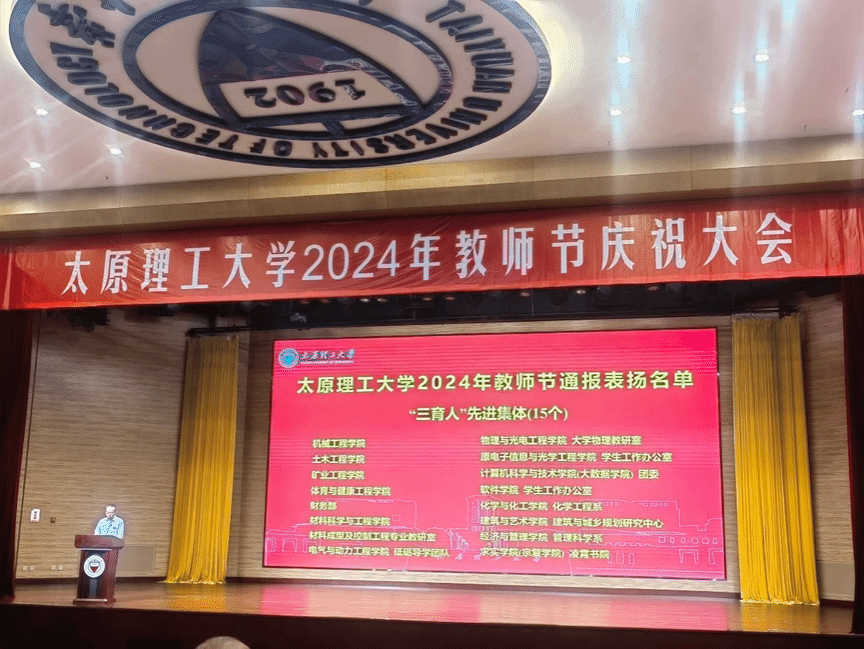 TAIYUAN UNIVERSITY OF TECHNOLOGY
1902
太原理工大学2024年教师节庆祝大会
太原理工大学
太原理工大学2024年教师节通报表扬名单
“三育人”先进集体(15个)
机械工程学院
土木工程学院
矿业工程学院
体育与健康工程学院
财务部
材料科学与工程学院
材料成型及控制工程专业教研室
电气与动力工程学院 砥砺导学团队
物理与光电工程学院 大学物理教研室
原电子信息与光学工程学院 学生工作办公室
计算机科学与技术学院(大数据学院) 团委
软件学院 学生工作办公室
化学与化工学院 化学工程系
建筑与艺术学院 建筑与城乡规划研究中心
经济与管理学院 管理科学系
求实学院(宗复学院) 凌霄书院